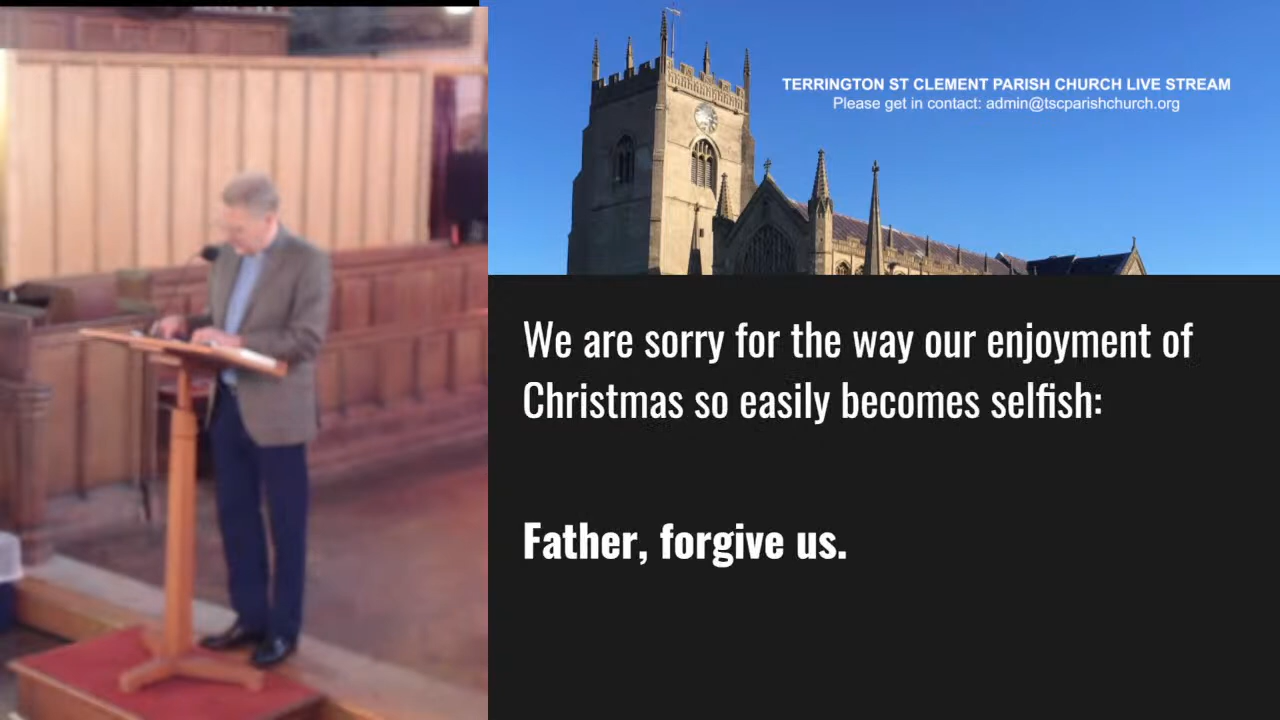 TERRINGTON ST CLEMENT PARISH CHURCH LIVE STREAM
Please get in contact: admin@tscparishchurch.org
We are sorry for the way our enjoyment of
Christmas so easily becomes selfish:
Father, forgive us.